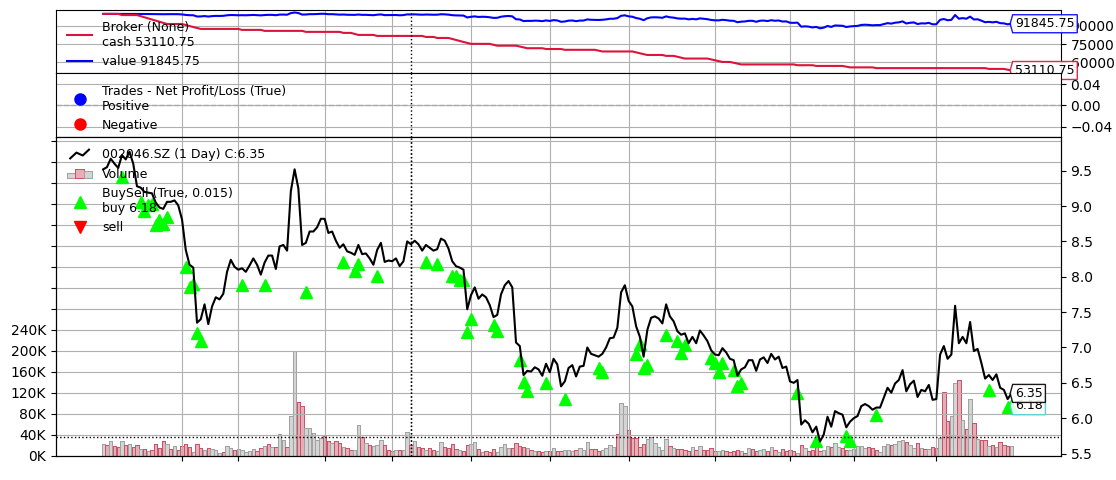 Broker (None)
cash 53110.75
value 91845.75
91845.75
0000
75000
60000
53110.75
Trades - Net Profit/Loss (True)
Positive
Negative
0.04
0.00
−0.04
002046.SZ (1 Day) C:6.35
Volume
BuySell (True, 0.015)
buy 6.18
sell
9.5
9.0
8.5
8.0
7.5
7.0
6.5
6.0
5.5
6.35
6.18
240K
200K
160K
120K
80K
40K
0K